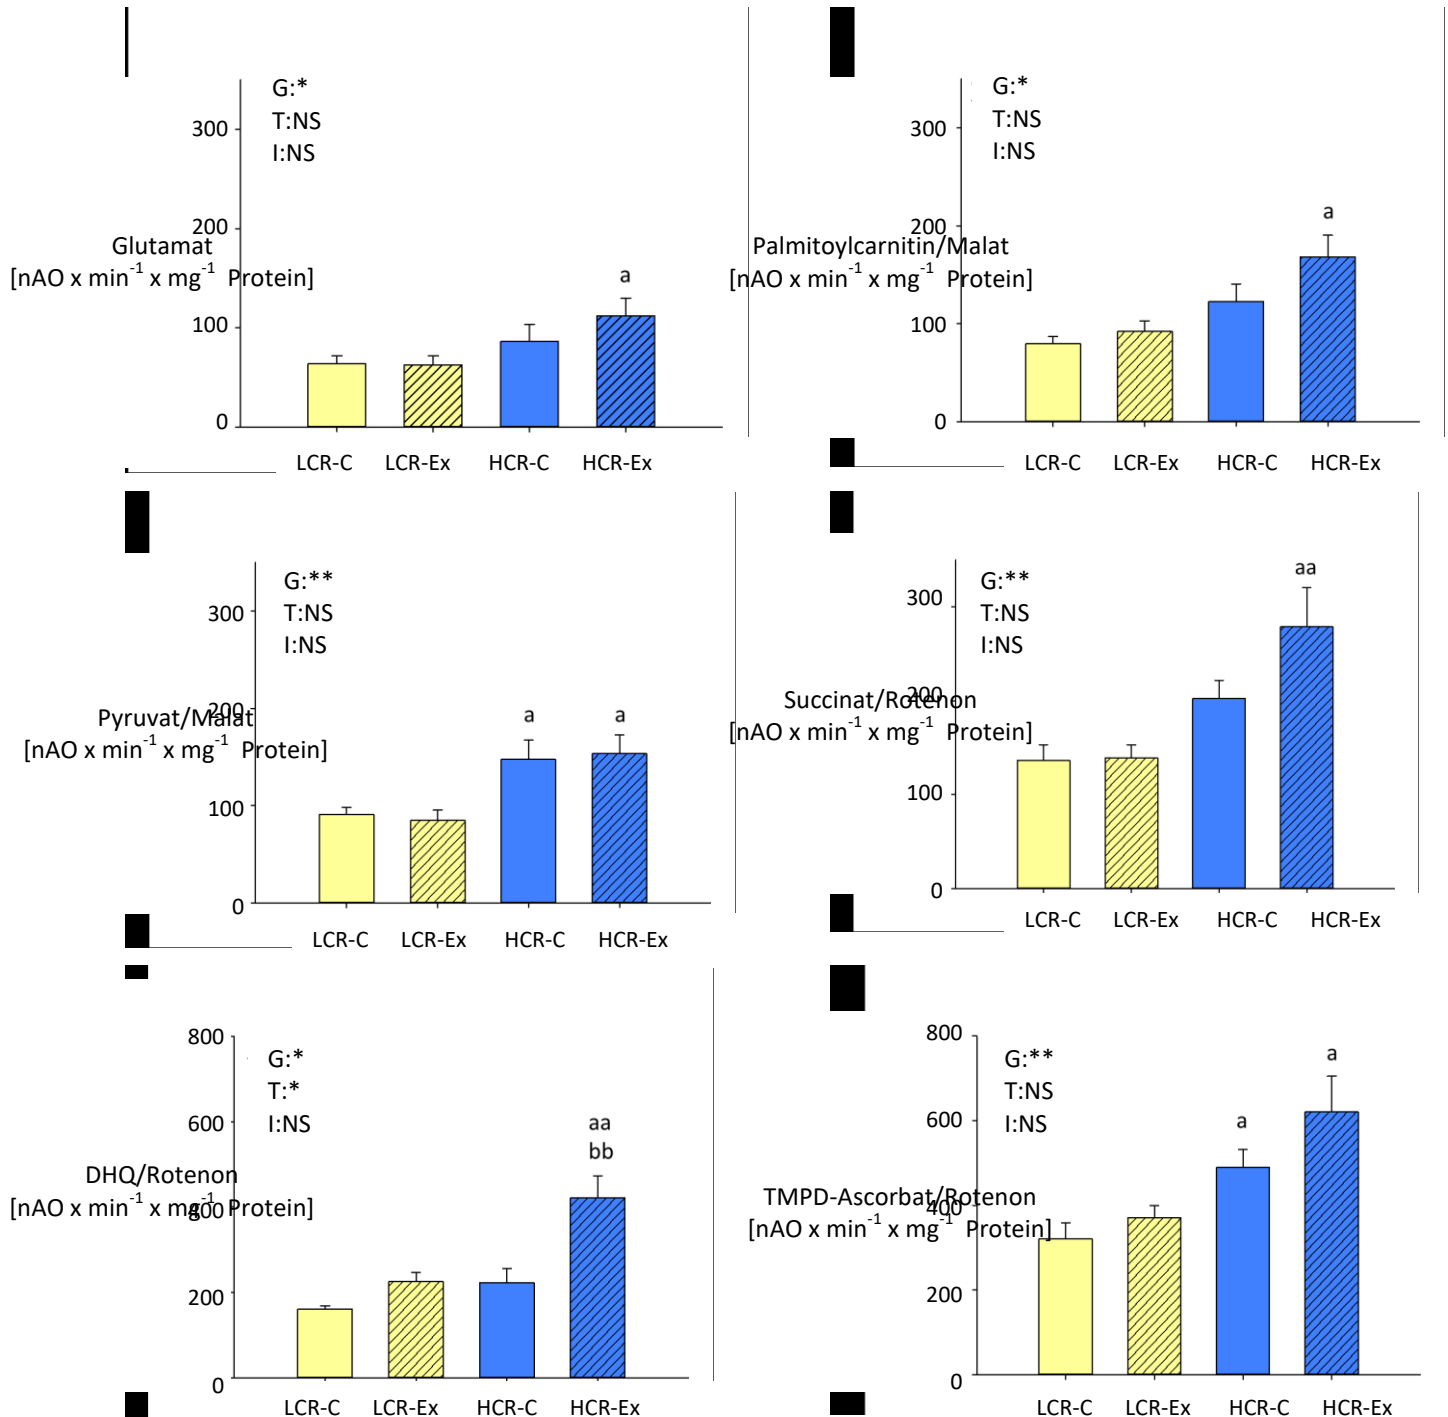 G:*
T:NS
I:NS
300
200
100
0
Glutamat
[nAO x min⁻¹ x mg⁻¹ Protein]
a
LCR-C LCR-Ex HCR-C HCR-Ex
G:*
T:NS
I:NS
300
200
100
0
Palmitoylcarnitin/Malat
[nAO x min⁻¹ x mg⁻¹ Protein]
a
LCR-C LCR-Ex HCR-C HCR-Ex
G:**
T:NS
I:NS
300
200
100
0
Pyruvat/Malat
[nAO x min⁻¹ x mg⁻¹ Protein]
a a
LCR-C LCR-Ex HCR-C HCR-Ex
G:**
T:NS
I:NS
300
200
100
0
Succinat/Rotenon
[nAO x min⁻¹ x mg⁻¹ Protein]
aa
LCR-C LCR-Ex HCR-C HCR-Ex
800
600
400
200
0
G:*
T:*
I:NS
DHQ/Rotenon
[nAO x min⁻¹ x mg⁻¹ Protein]
aa
bb
LCR-C LCR-Ex HCR-C HCR-Ex
800
600
400
200
0
G:**
T:NS
I:NS
TMPD-Ascorbat/Rotenon
[nAO x min⁻¹ x mg⁻¹ Protein]
a a
LCR-C LCR-Ex HCR-C HCR-Ex